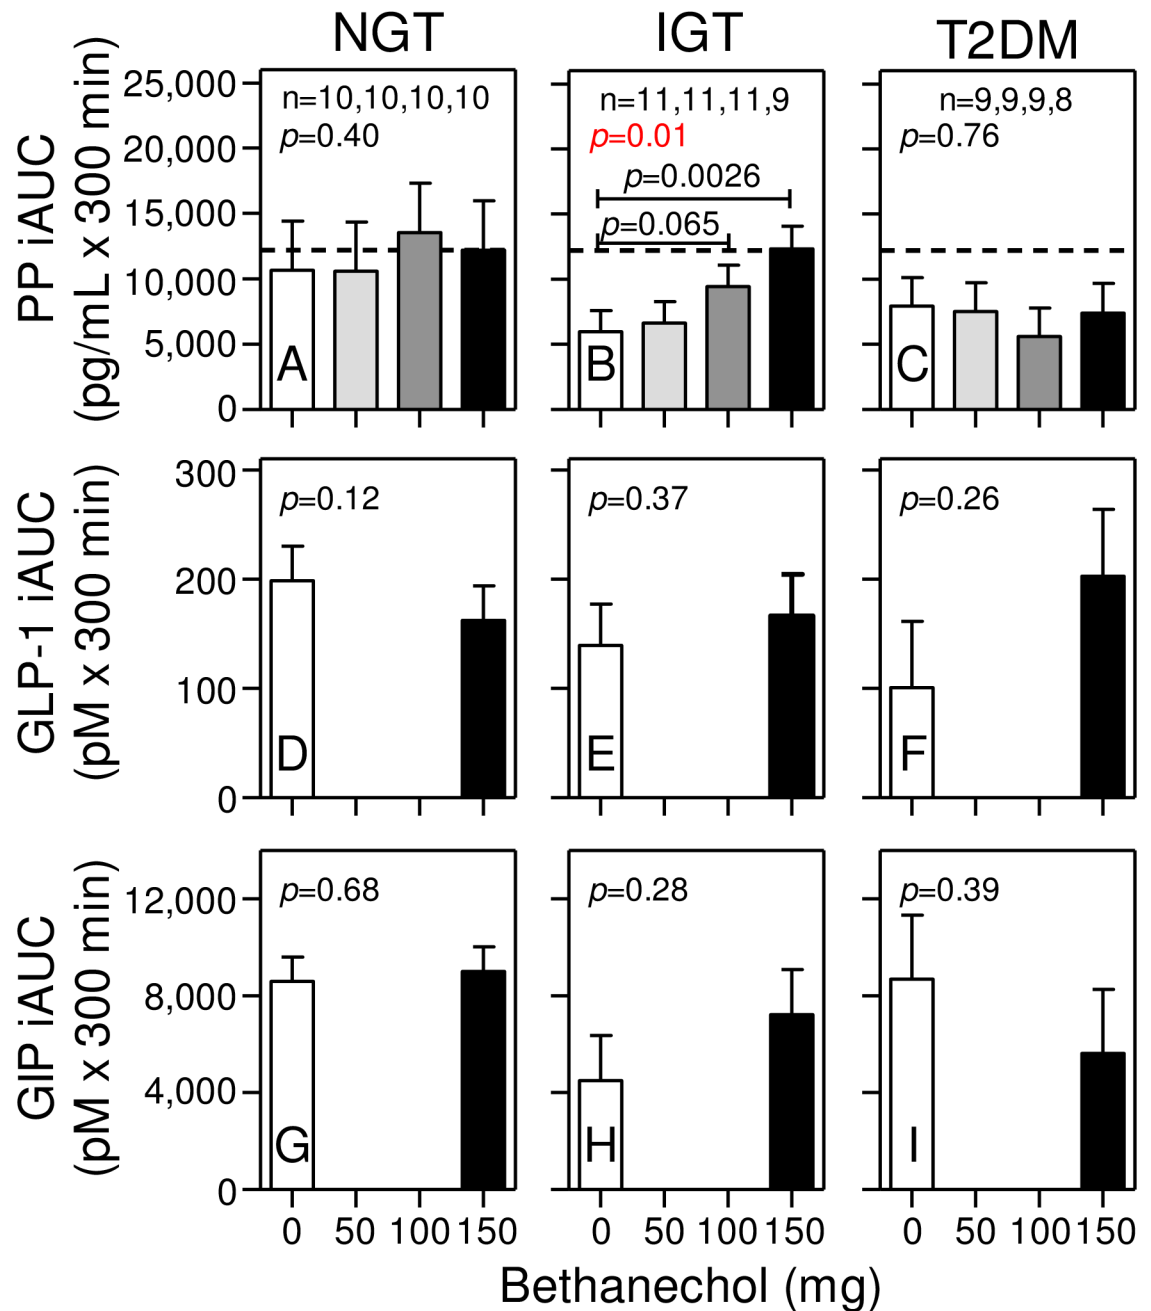 NGT
IGT
T2DM
PP iAUC
(pg/mL x 300 min)
25,000
20,000
15,000
10,000
5,000
0
n=10,10,10,10
p=0.40
A
n=11,11,11,9
p=0.01
p=0.0026
p=0.065
B
n=9,9,9,8
p=0.76
C
GLP-1 iAUC
(pM x 300 min)
300
200
100
0
p=0.12
D
p=0.37
E
p=0.26
F
GIP iAUC
(pM x 300 min)
12,000
8,000
4,000
0
p=0.68
G
p=0.28
H
p=0.39
I
0 50 100 150
0 50 100 150
0 50 100 150
Bethanechol (mg)